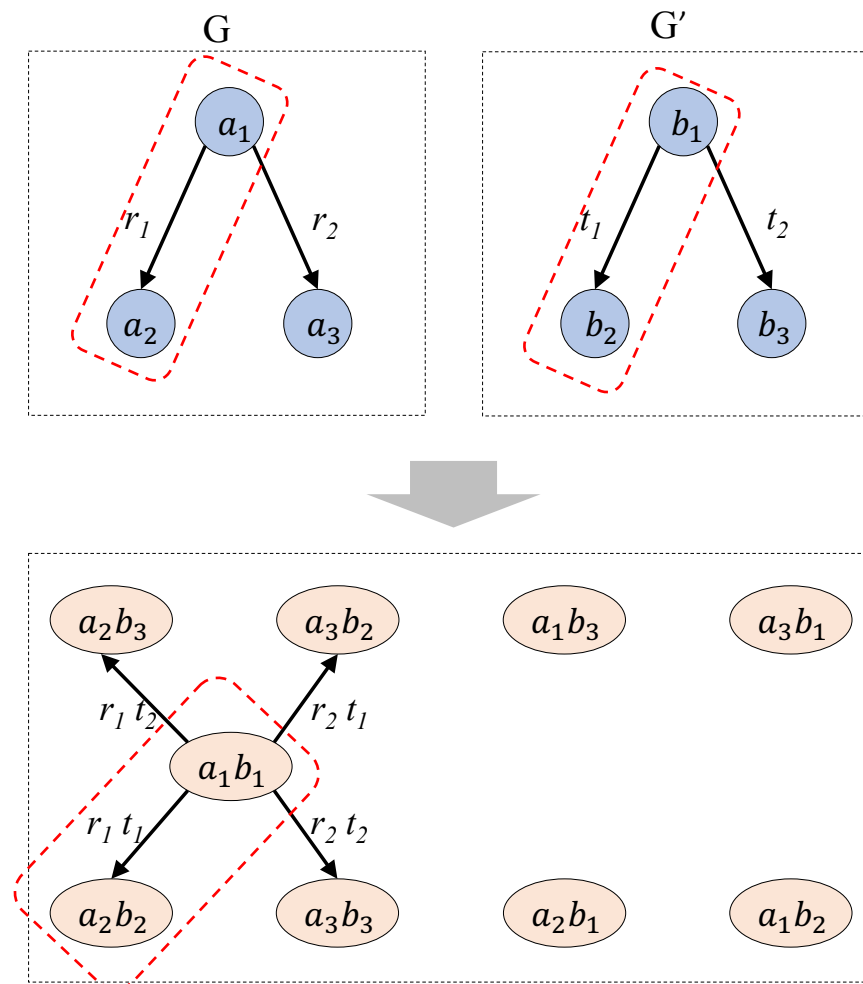 G G′
a₁ b₁
r₁ r₂ t₁ t₂
a₂ a₃ b₂ b₃
a₂b₃ a₃b₂ a₁b₃ a₃b₁
r₁ t₂ r₂ t₁
a₁b₁
r₁ t₁ r₂ t₂
a₂b₂ a₃b₃ a₂b₁ a₁b₂